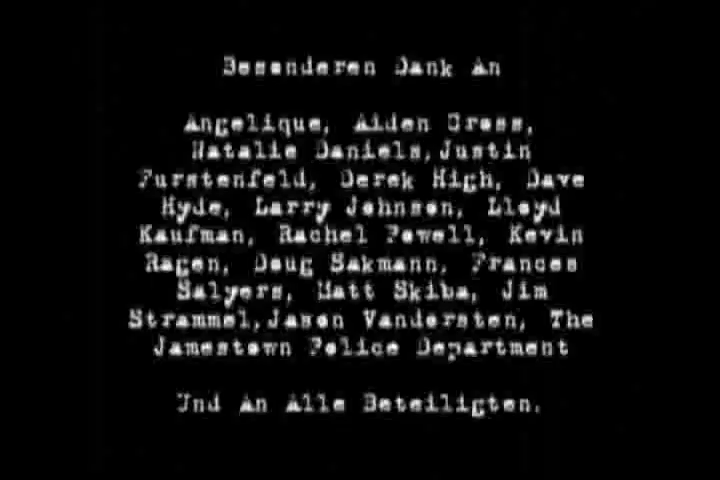 Besonderen Dank An
Angelique, Aiden Cross,
Natalie Daniels,Justin
Furstenfeld, Derek High, Dave
Hyde, Larry Johnson, Lloyd
Kaufman, Rachel Powell, Kevin
Ragen, Doug Sakmann, Frances
Salyers, Matt Skiba, Jim
Strammel,Jason Vandersten, The
Jamestown Police Department
Und An Alle Beteiligten.